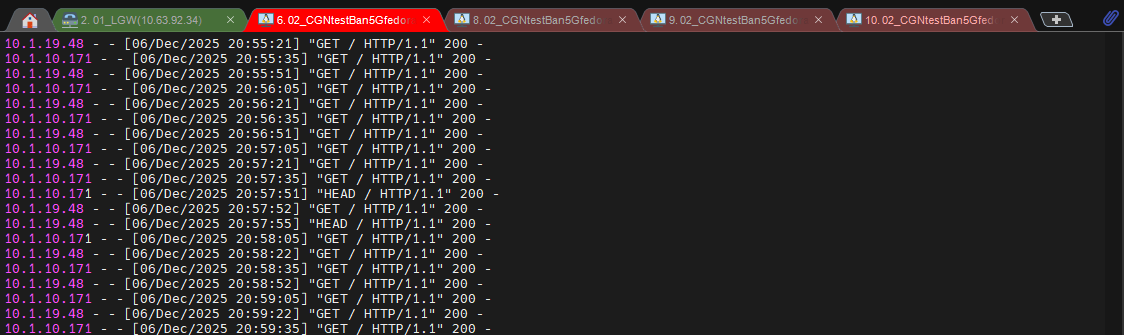 2. 01_LGW(10.63.92.34)
6. 02_CGNtestBan5Gfedo
8. 02_CGNtestBan5Gfedo
9. 02_CGNtestBan5Gfedo
10. 02_CGNtestBan5Gfedo
10.1.19.48 - - [06/Dec/2025 20:55:21] "GET / HTTP/1.1" 200 -
10.1.10.171 - - [06/Dec/2025 20:55:35] "GET / HTTP/1.1" 200 -
10.1.19.48 - - [06/Dec/2025 20:55:51] "GET / HTTP/1.1" 200 -
10.1.10.171 - - [06/Dec/2025 20:56:05] "GET / HTTP/1.1" 200 -
10.1.19.48 - - [06/Dec/2025 20:56:21] "GET / HTTP/1.1" 200 -
10.1.10.171 - - [06/Dec/2025 20:56:35] "GET / HTTP/1.1" 200 -
10.1.19.48 - - [06/Dec/2025 20:56:51] "GET / HTTP/1.1" 200 -
10.1.10.171 - - [06/Dec/2025 20:57:05] "GET / HTTP/1.1" 200 -
10.1.19.48 - - [06/Dec/2025 20:57:21] "GET / HTTP/1.1" 200 -
10.1.10.171 - - [06/Dec/2025 20:57:35] "GET / HTTP/1.1" 200 -
10.1.10.171 - - [06/Dec/2025 20:57:51] "HEAD / HTTP/1.1" 200 -
10.1.19.48 - - [06/Dec/2025 20:57:52] "GET / HTTP/1.1" 200 -
10.1.19.48 - - [06/Dec/2025 20:57:55] "HEAD / HTTP/1.1" 200 -
10.1.10.171 - - [06/Dec/2025 20:58:05] "GET / HTTP/1.1" 200 -
10.1.19.48 - - [06/Dec/2025 20:58:22] "GET / HTTP/1.1" 200 -
10.1.10.171 - - [06/Dec/2025 20:58:35] "GET / HTTP/1.1" 200 -
10.1.19.48 - - [06/Dec/2025 20:58:52] "GET / HTTP/1.1" 200 -
10.1.10.171 - - [06/Dec/2025 20:59:05] "GET / HTTP/1.1" 200 -
10.1.19.48 - - [06/Dec/2025 20:59:22] "GET / HTTP/1.1" 200 -
10.1.10.171 - - [06/Dec/2025 20:59:35] "GET / HTTP/1.1" 200 -